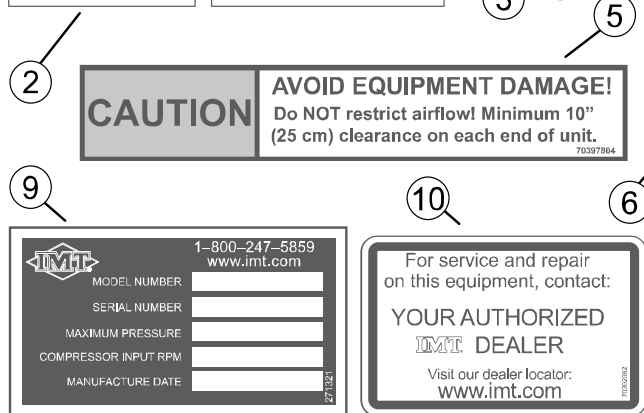 3
5
2
CAUTION
AVOID EQUIPMENT DAMAGE!
Do NOT restrict airflow! Minimum 10”
(25 cm) clearance on each end of unit.
70397804
9
10
6
IMT
1–800–247–5859
www.imt.com
MODEL NUMBER
SERIAL NUMBER
MAXIMUM PRESSURE
COMPRESSOR INPUT RPM
MANUFACTURE DATE
271321
For service and repair
on this equipment, contact:
YOUR AUTHORIZED
IMT DEALER
Visit our dealer locator:
www.imt.com